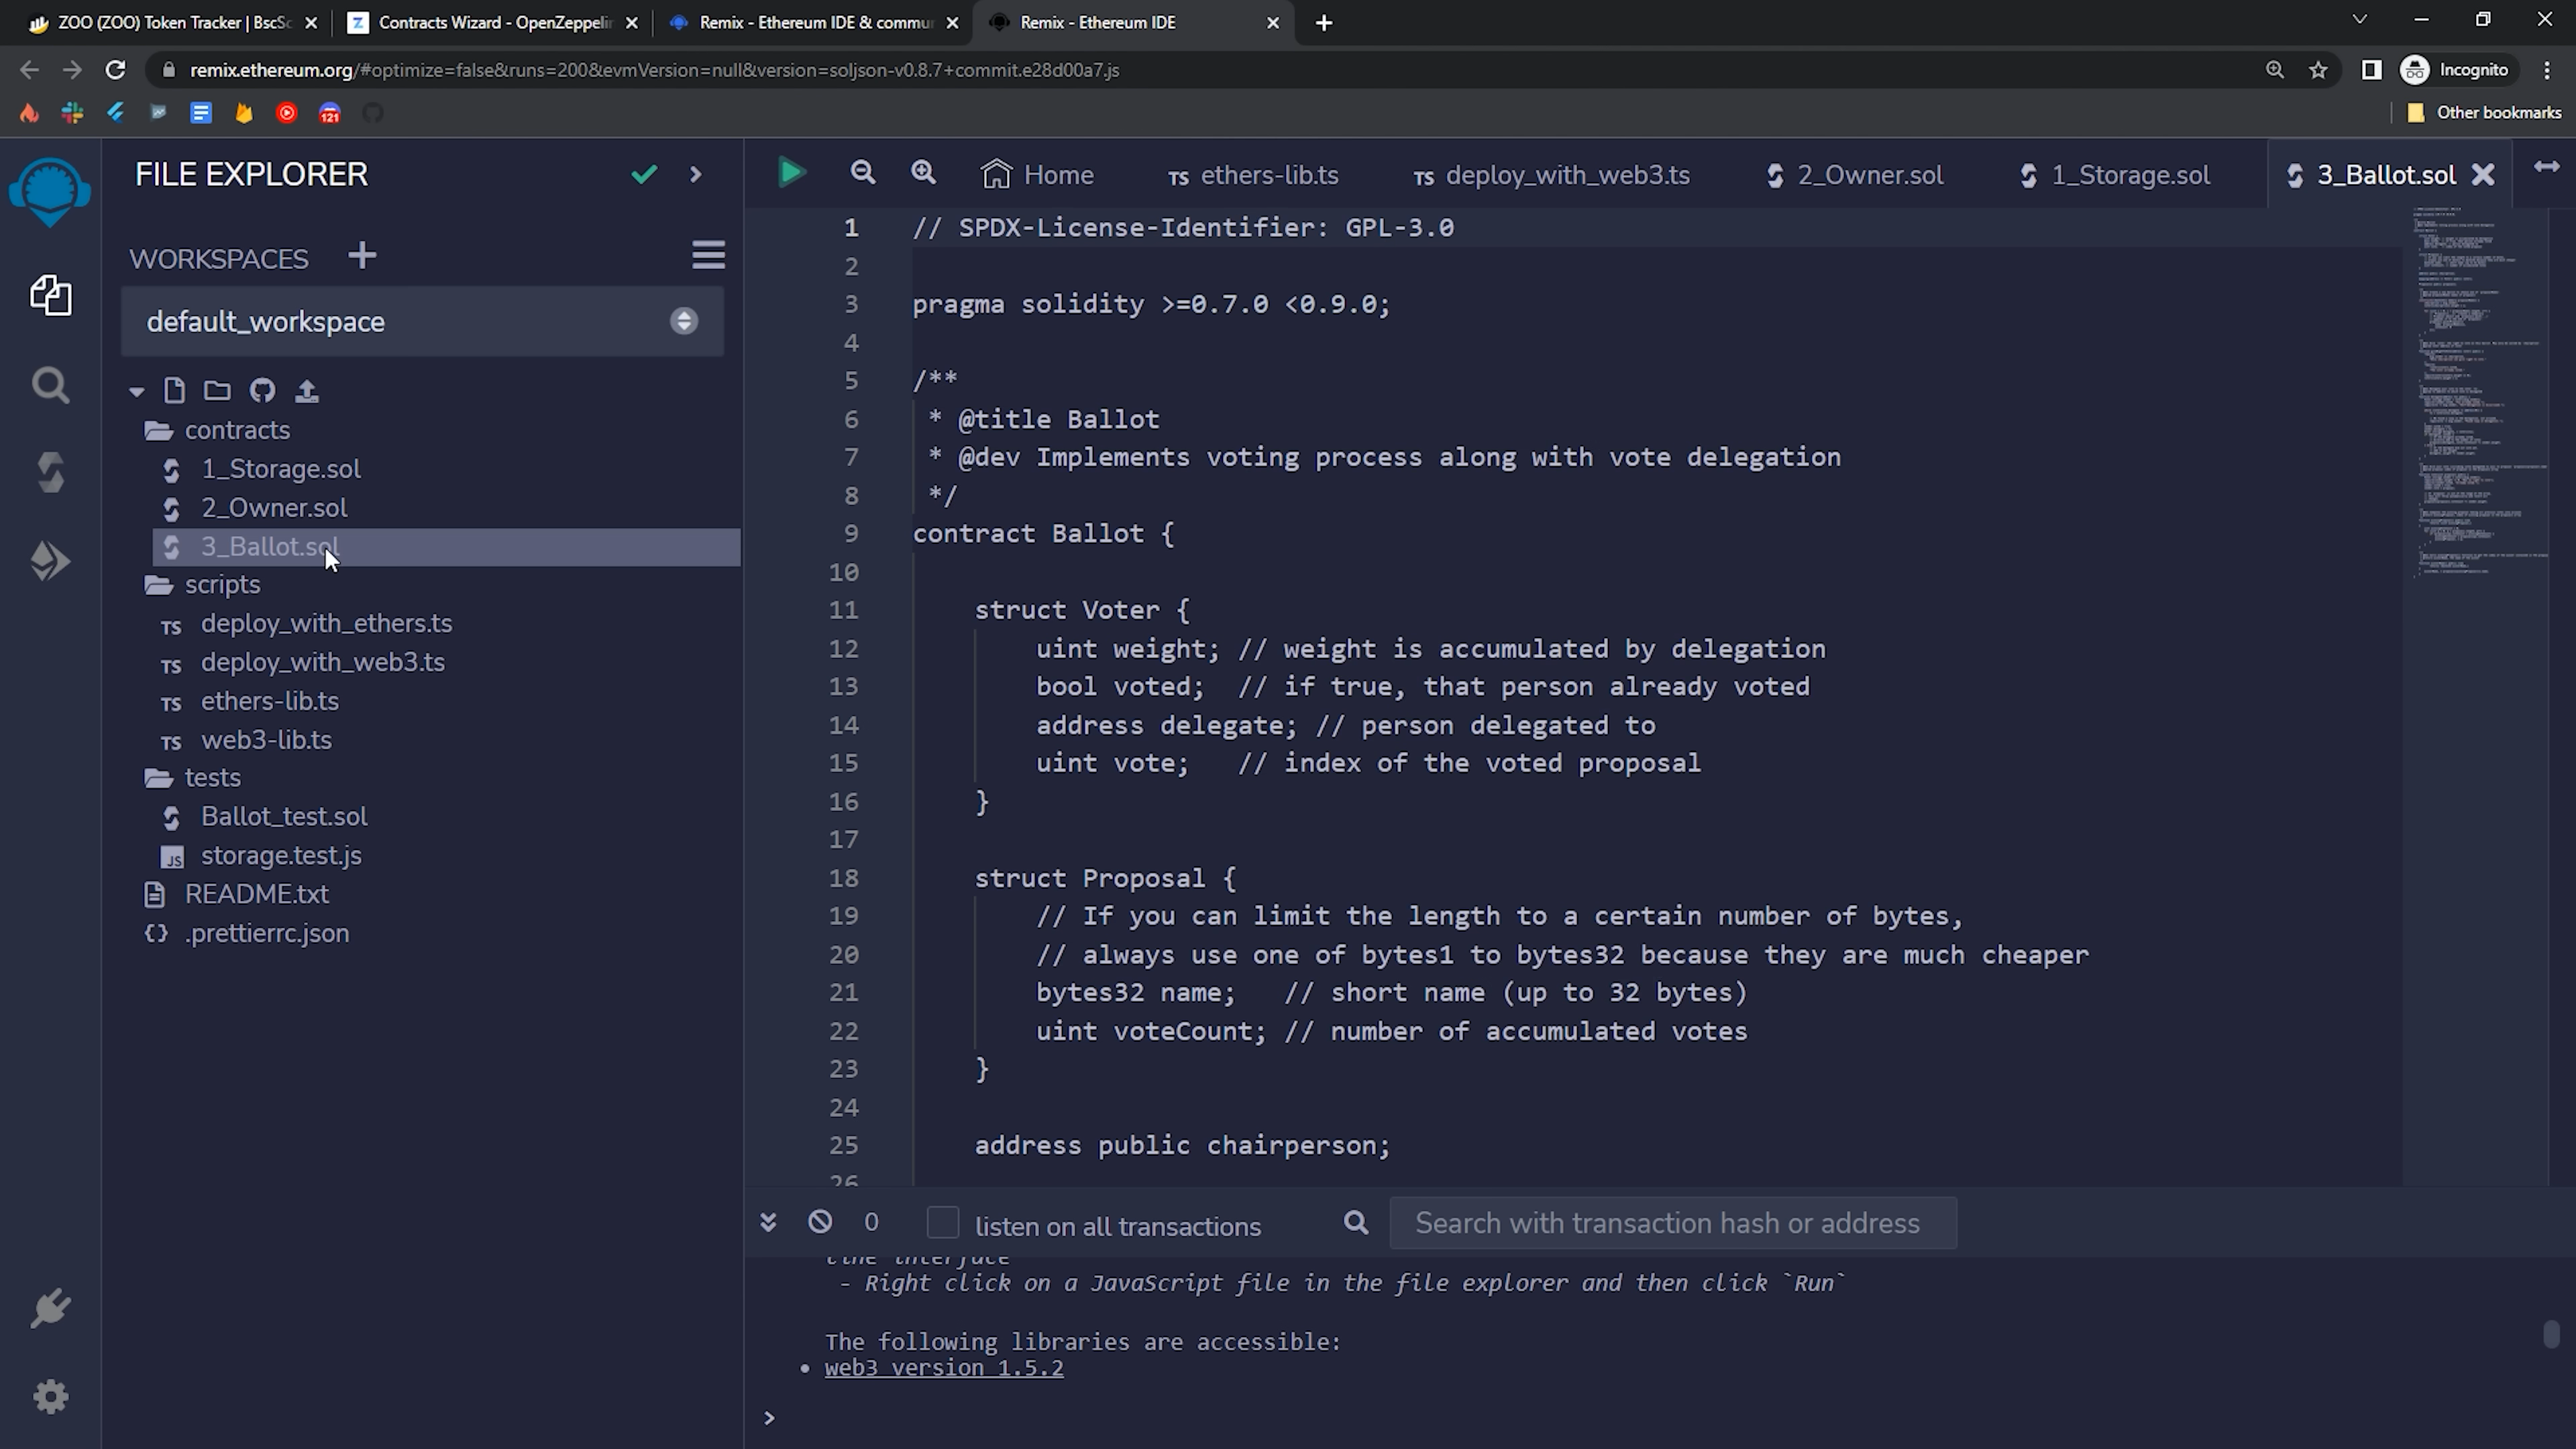 ZOO (ZOO) Token Tracker | BscSc
Contracts Wizard - OpenZeppelin
Remix - Ethereum IDE & commu
Remix - Ethereum IDE
remix.ethereum.org/#optimize=false&runs=200&evmVersion=null&version=soljson-v0.8.7+commit.e28d00a7.js
Incognito
121
Other bookmarks
FILE EXPLORER
WORKSPACES
default_workspace
contracts
1_Storage.sol
2_Owner.sol
3_Ballot.sol
scripts
TS deploy_with_ethers.ts
TS deploy_with_web3.ts
TS ethers-lib.ts
TS web3-lib.ts
tests
Ballot_test.sol
JS storage.test.js
README.txt
{} .prettierrc.json
Home
TS ethers-lib.ts
TS deploy_with_web3.ts
2_Owner.sol
1_Storage.sol
3_Ballot.sol
1 // SPDX-License-Identifier: GPL-3.0
2
3 pragma solidity >=0.7.0 <0.9.0;
4
5 /**
6 * @title Ballot
7 * @dev Implements voting process along with vote delegation
8 */
9 contract Ballot {
10
11 struct Voter {
12 uint weight; // weight is accumulated by delegation
13 bool voted; // if true, that person already voted
14 address delegate; // person delegated to
15 uint vote; // index of the voted proposal
16 }
17
18 struct Proposal {
19 // If you can limit the length to a certain number of bytes,
20 // always use one of bytes1 to bytes32 because they are much cheaper
21 bytes32 name; // short name (up to 32 bytes)
22 uint voteCount; // number of accumulated votes
23 }
24
25 address public chairperson;
26
0
listen on all transactions
Search with transaction hash or address
line interface
- Right click on a JavaScript file in the file explorer and then click `Run`
The following libraries are accessible:
• web3 version 1.5.2
>